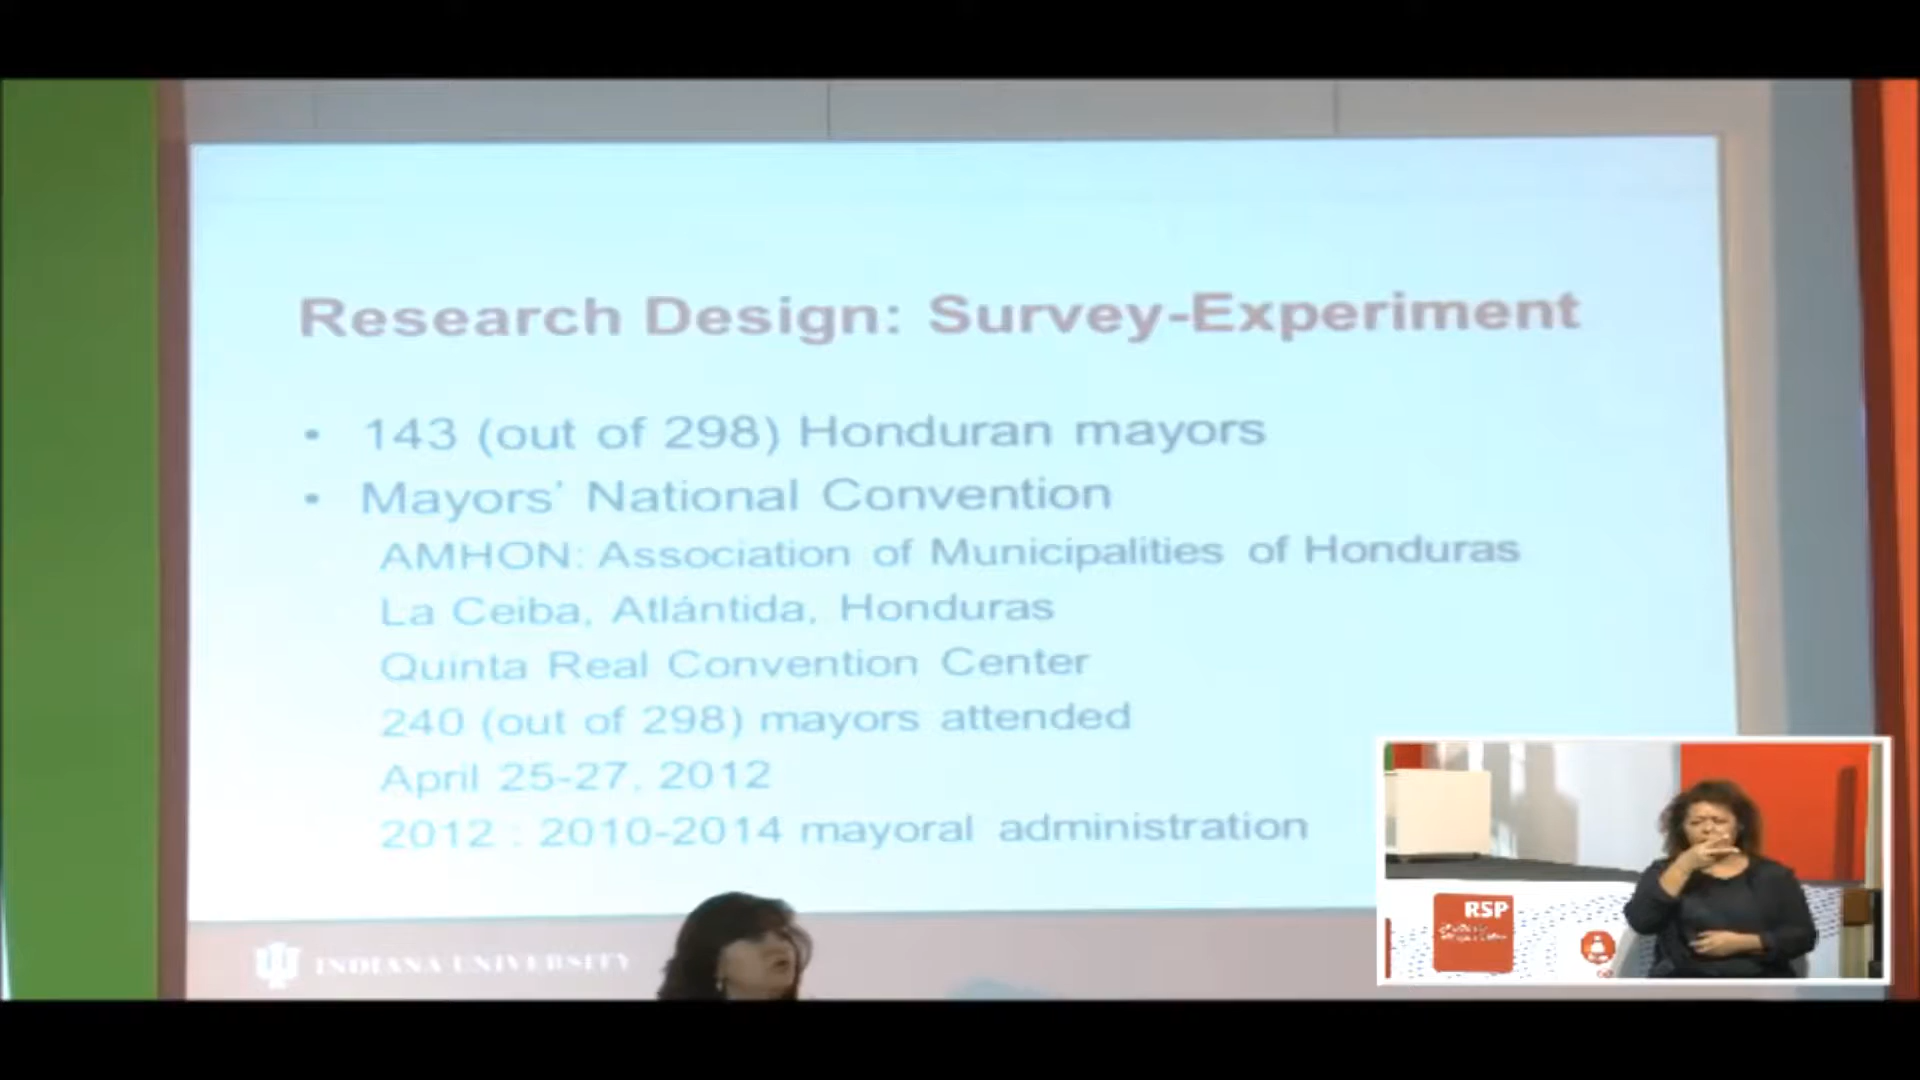 Research Design: Survey-Experiment
• 143 (out of 298) Honduran mayors
• Mayors' National Convention
AMHON: Association of Municipalities of Honduras
La Ceiba, Atlántida, Honduras
Quinta Real Convention Center
240 (out of 298) mayors attended
April 25-27, 2012
2012 : 2010-2014 mayoral administration
INDIANA UNIVERSITY
RSP